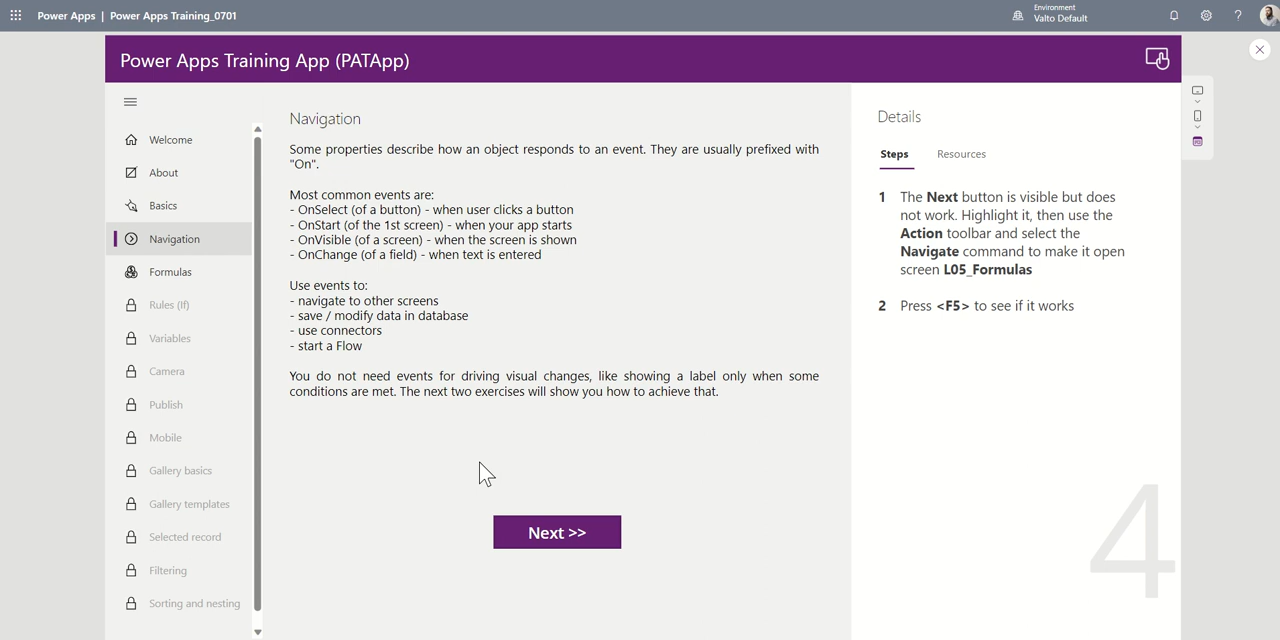 Power Apps | Power Apps Training_0701
Environment
Valto Default
?
Power Apps Training App (PATApp)
Welcome
About
Basics
Navigation
Formulas
Rules (If)
Variables
Camera
Publish
Mobile
Gallery basics
Gallery templates
Selected record
Filtering
Sorting and nesting
Navigation
Some properties describe how an object responds to an event. They are usually prefixed with
"On".
Most common events are:
- OnSelect (of a button) - when user clicks a button
- OnStart (of the 1st screen) - when your app starts
- OnVisible (of a screen) - when the screen is shown
- OnChange (of a field) - when text is entered
Use events to:
- navigate to other screens
- save / modify data in database
- use connectors
- start a Flow
You do not need events for driving visual changes, like showing a label only when some
conditions are met. The next two exercises will show you how to achieve that.
Next >>
Details
Steps
Resources
1 The Next button is visible but does
not work. Highlight it, then use the
Action toolbar and select the
Navigate command to make it open
screen L05_Formulas
2 Press <F5> to see if it works
4